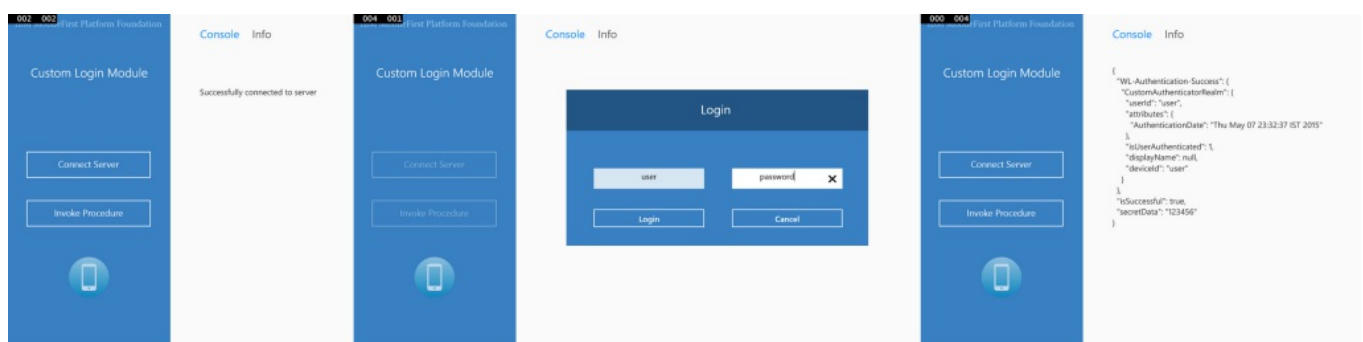 002 002
First Platform Foundation
Custom Login Module
Connect Server
Invoke Procedure
Console Info
Successfully connected to server
004 001
First Platform Foundation
Custom Login Module
Connect Server
Invoke Procedure
Console Info
Login
user password
Login Cancel
000 004
First Platform Foundation
Custom Login Module
Connect Server
Invoke Procedure
Console Info
{
"WL-Authentication-Success": {
"CustomAuthenticatorRealm": {
"userId": "user",
"attributes": {
"AuthenticationDate": "Thu May 07 23:32:37 IST 2015"
},
"isUserAuthenticated": 1,
"displayName": null,
"deviceId": "user"
}
},
"isSuccessful": true,
"secretData": "123456"
}